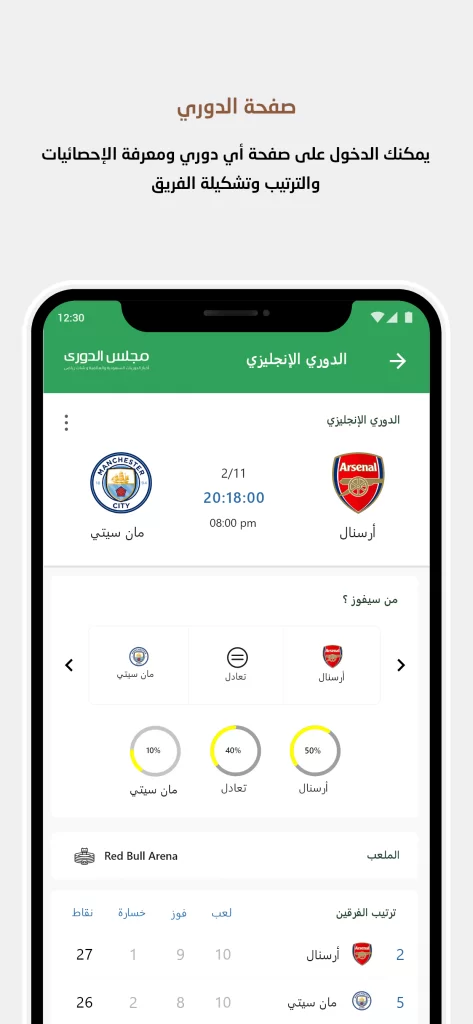 صفحة الدوري
يمكنك الدخول على صفحة أي دوري ومعرفة الإحصائيات
والترتيب وتشكيلة الفريق
12:30
الدوري الإنجليزي
مجلس الدوري
الدوري الإنجليزي
Arsenal
MANCHESTER
CITY
2/11
20:18:00
08:00 pm
أرسنال
مان سيتي
من سيفوز ؟
أرسنال
تعادل
مان سيتي
50%
40%
10%
أرسنال
تعادل
مان سيتي
الملعب
Red Bull Arena
ترتيب الفرقين لعب فوز خسارة نقاط
2 أرسنال 10 9 1 27
5 مان سيتي 10 8 2 26